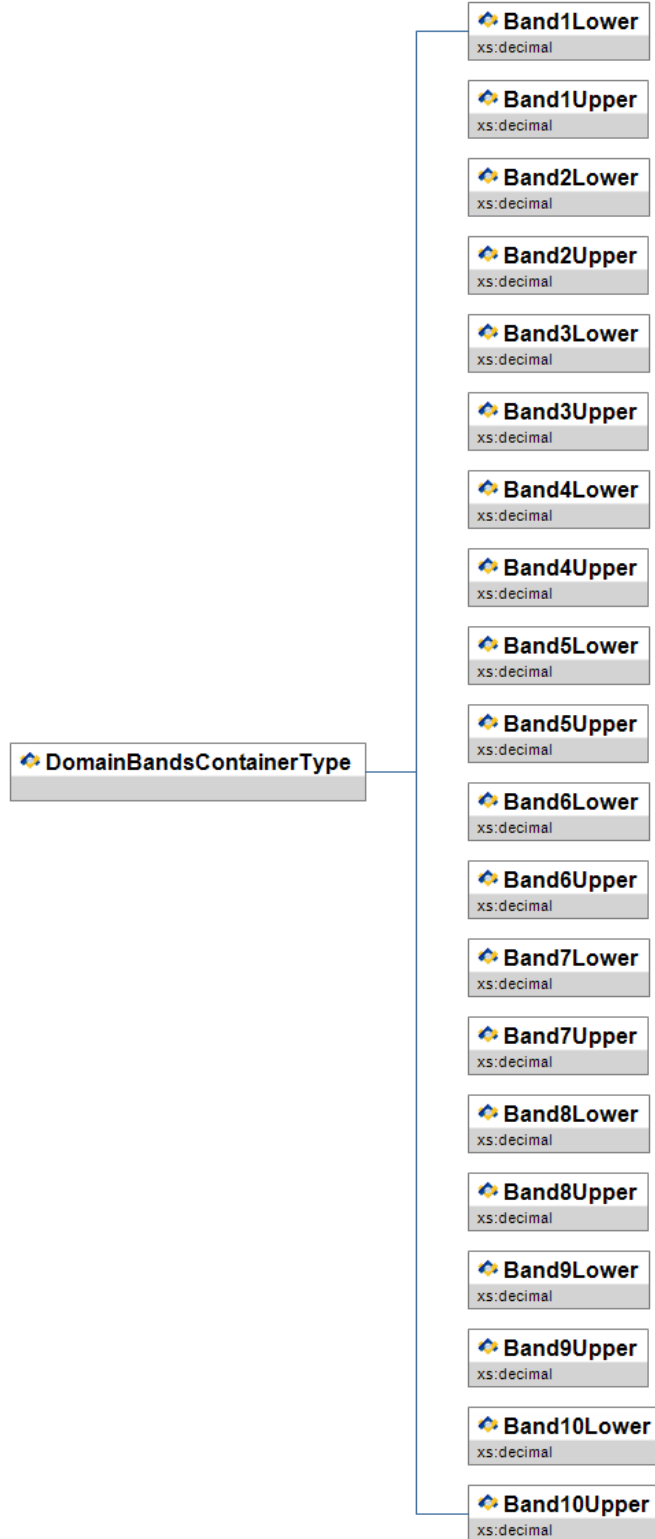 Band1Lower
xs:decimal
Band1Upper
xs:decimal
Band2Lower
xs:decimal
Band2Upper
xs:decimal
Band3Lower
xs:decimal
Band3Upper
xs:decimal
Band4Lower
xs:decimal
Band4Upper
xs:decimal
Band5Lower
xs:decimal
Band5Upper
xs:decimal
DomainBandsContainerType
Band6Lower
xs:decimal
Band6Upper
xs:decimal
Band7Lower
xs:decimal
Band7Upper
xs:decimal
Band8Lower
xs:decimal
Band8Upper
xs:decimal
Band9Lower
xs:decimal
Band9Upper
xs:decimal
Band10Lower
xs:decimal
Band10Upper
xs:decimal